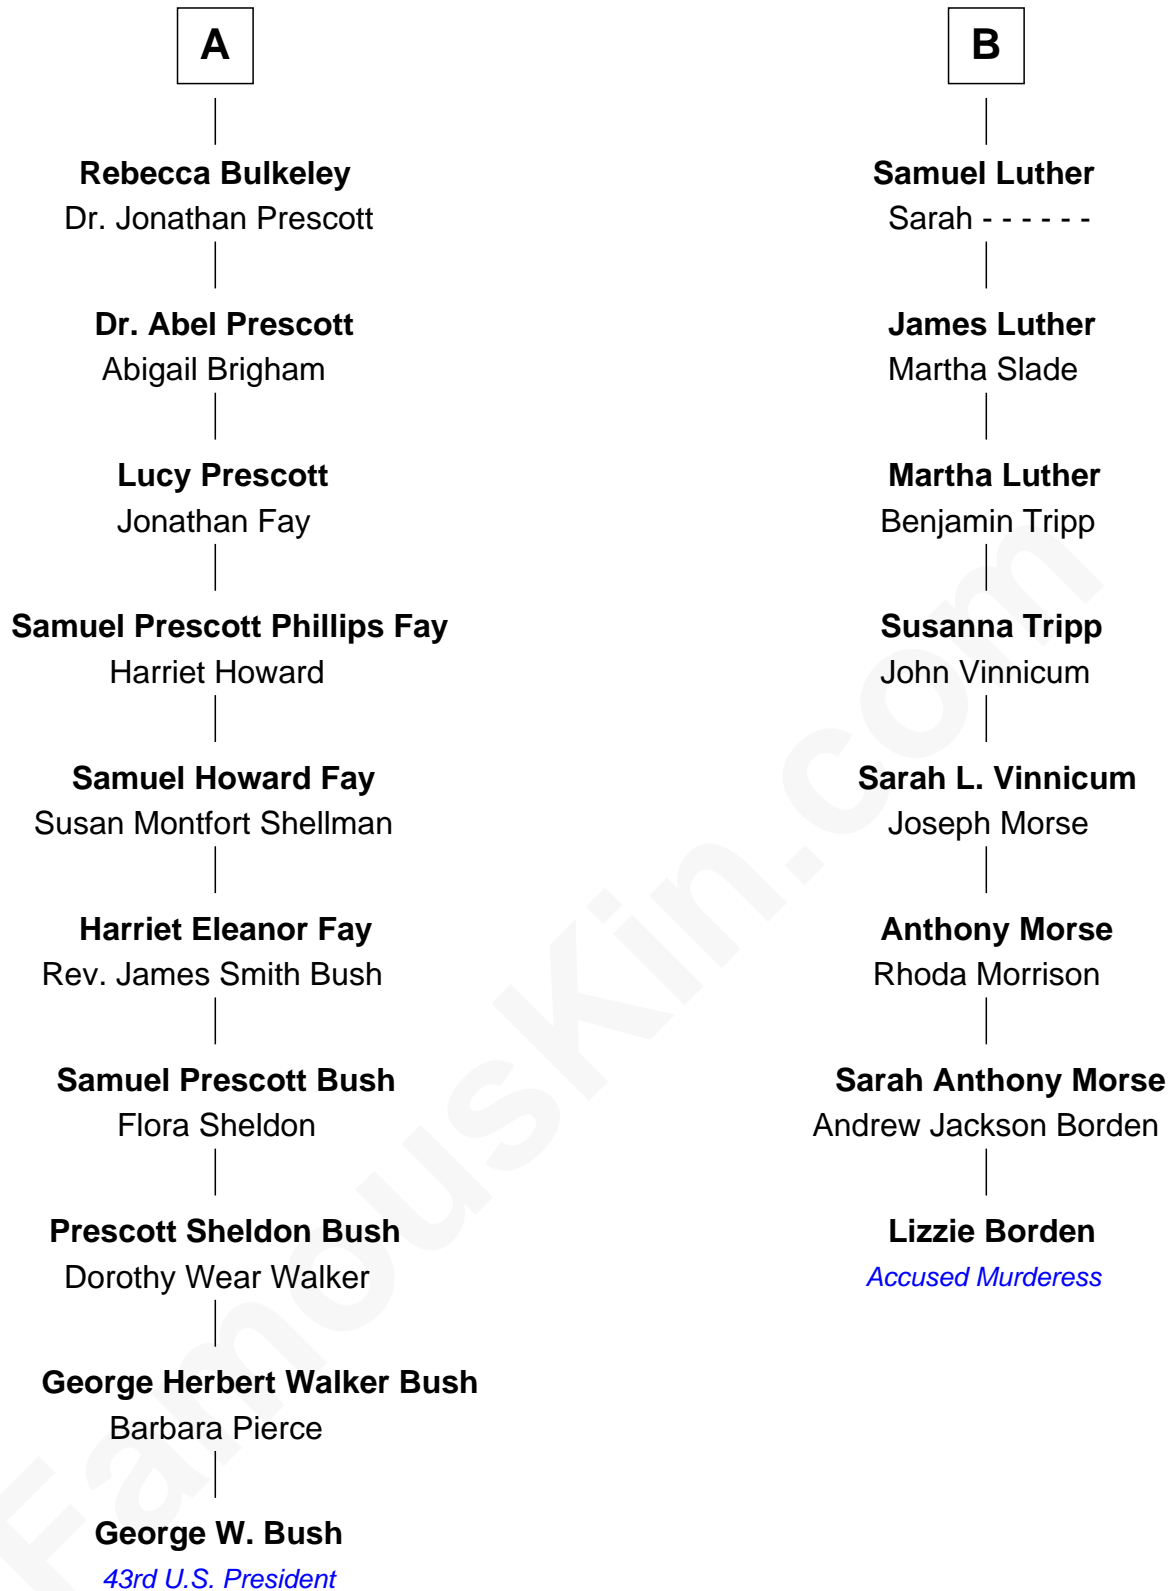 A
Rebecca Bulkeley
Dr. Jonathan Prescott
Dr. Abel Prescott
Abigail Brigham
Lucy Prescott
Jonathan Fay
Samuel Prescott Phillips Fay
Harriet Howard
Samuel Howard Fay
Susan Montfort Shellman
Harriet Eleanor Fay
Rev. James Smith Bush
Samuel Prescott Bush
Flora Sheldon
Prescott Sheldon Bush
Dorothy Wear Walker
George Herbert Walker Bush
Barbara Pierce
George W. Bush
43rd U.S. President
B
Samuel Luther
Sarah - - - - - -
James Luther
Martha Slade
Martha Luther
Benjamin Tripp
Susanna Tripp
John Vinnicum
Sarah L. Vinnicum
Joseph Morse
Anthony Morse
Rhoda Morrison
Sarah Anthony Morse
Andrew Jackson Borden
Lizzie Borden
Accused Murderess
FamousKin.com